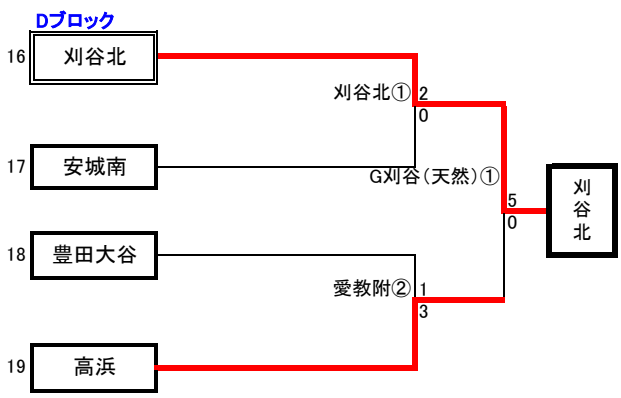 Dブロック
16 刈谷北
刈谷北① 2
0
17 安城南
G刈谷(天然)①
5
0
刈谷北
18 豊田大谷
愛教附② 1
3
19 高浜